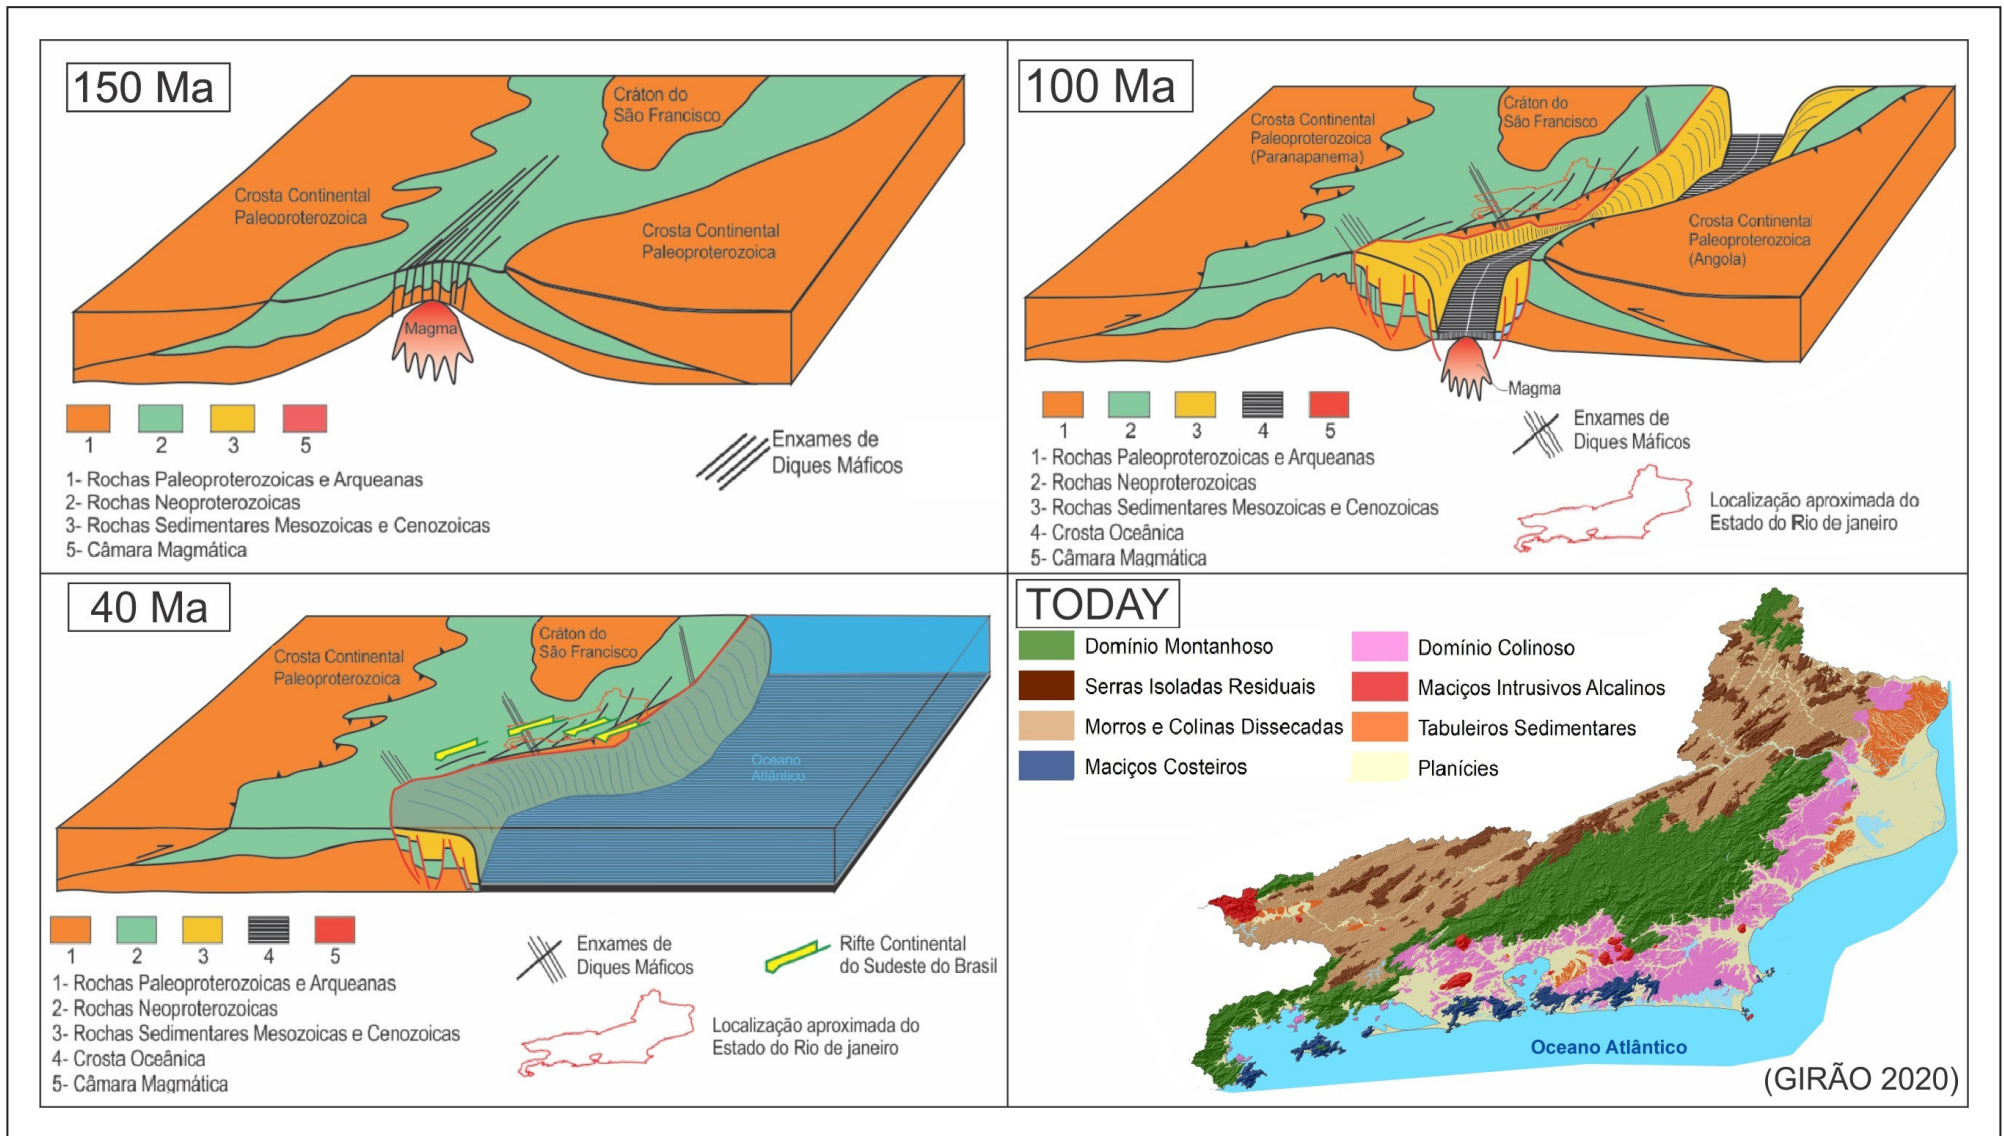 150 Ma
Cráton do
São Francisco
Crosta Continental
Paleoproterozoica
Crosta Continental
Paleoproterozoica
Magma
1 2 3 5
1- Rochas Paleoproterozoicas e Arqueanas
2- Rochas Neoproterozoicas
3- Rochas Sedimentares Mesozoicas e Cenozoicas
5- Câmara Magmática
Enxames de
Diques Máficos
100 Ma
Crosta Continental
Paleoproterozoica
(Paranapanema)
Cráton do
São Francisco
Crosta Continental
Paleoproterozoica
(Angola)
Magma
1 2 3 4 5
1- Rochas Paleoproterozoicas e Arqueanas
2- Rochas Neoproterozoicas
3- Rochas Sedimentares Mesozoicas e Cenozoicas
4- Crosta Oceânica
5- Câmara Magmática
Enxames de
Diques Máficos
Localização aproximada do
Estado do Rio de janeiro
40 Ma
Crosta Continental
Paleoproterozoica
Cráton do
São Francisco
Oceano
Atlântico
1 2 3 4 5
1- Rochas Paleoproterozoicas e Arqueanas
2- Rochas Neoproterozoicas
3- Rochas Sedimentares Mesozoicas e Cenozoicas
4- Crosta Oceânica
5- Câmara Magmática
Enxames de
Diques Máficos
Rifte Continental
do Sudeste do Brasil
Localização aproximada do
Estado do Rio de janeiro
TODAY
Domínio Montanhoso
Serras Isoladas Residuais
Morros e Colinas Dissecadas
Maciços Costeiros
Domínio Colinoso
Maciços Intrusivos Alcalinos
Tabuleiros Sedimentares
Planícies
Oceano Atlântico
(GIRÃO 2020)